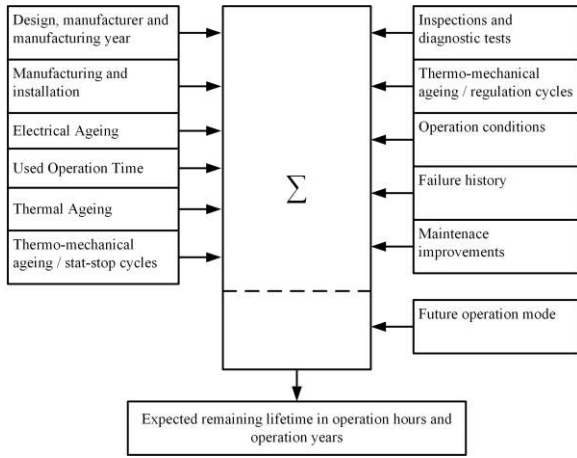 Design, manufacturer and
manufacturing year
Manufacturing and
installation
Electrical Ageing
Used Operation Time
Thermal Ageing
Thermo-mechanical
ageing / stat-stop cycles
Σ
Inspections and
diagnostic tests
Thermo-mechanical
ageing / regulation cycles
Operation conditions
Failure history
Maintenace
improvements
Future operation mode
Expected remaining lifetime in operation hours and
operation years